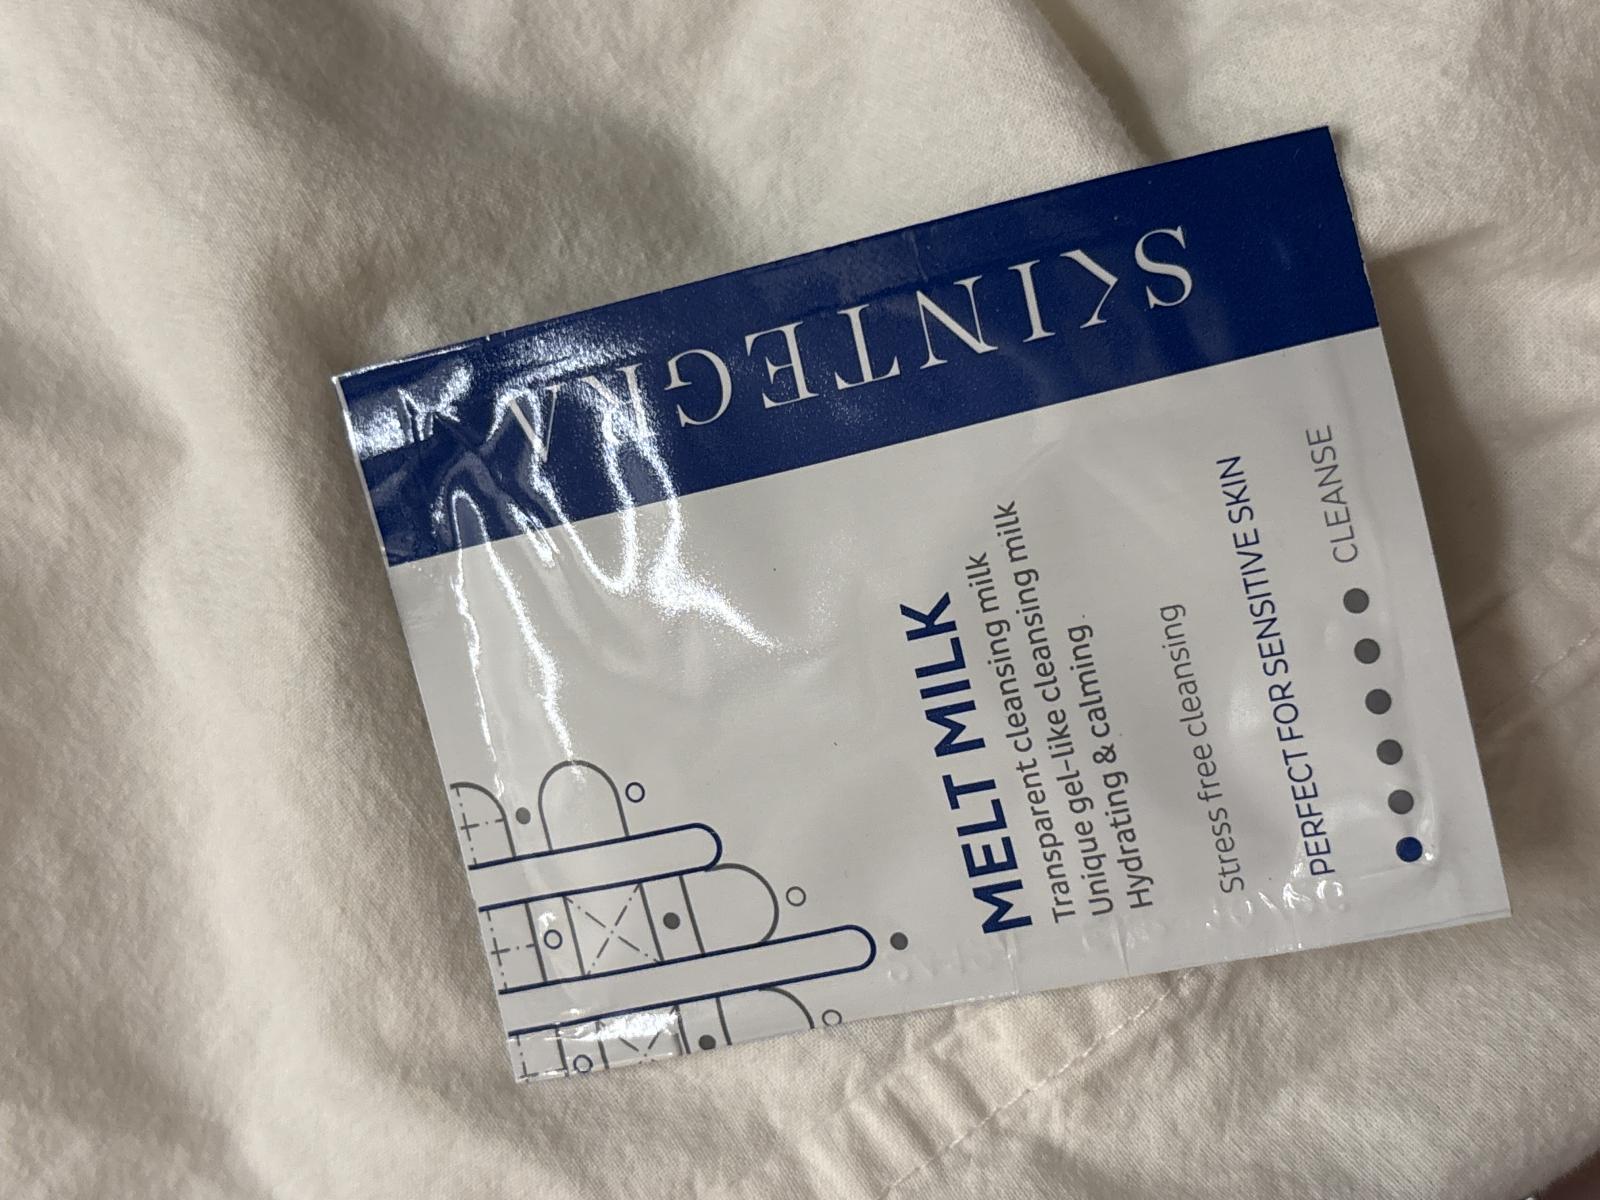 SKINTEGRA
MELT MILK
Transparent cleansing milk
Unique gel-like cleansing milk
Hydrating & calming
Stress free cleansing
PERFECT FOR SENSITIVE SKIN
CLEANSE